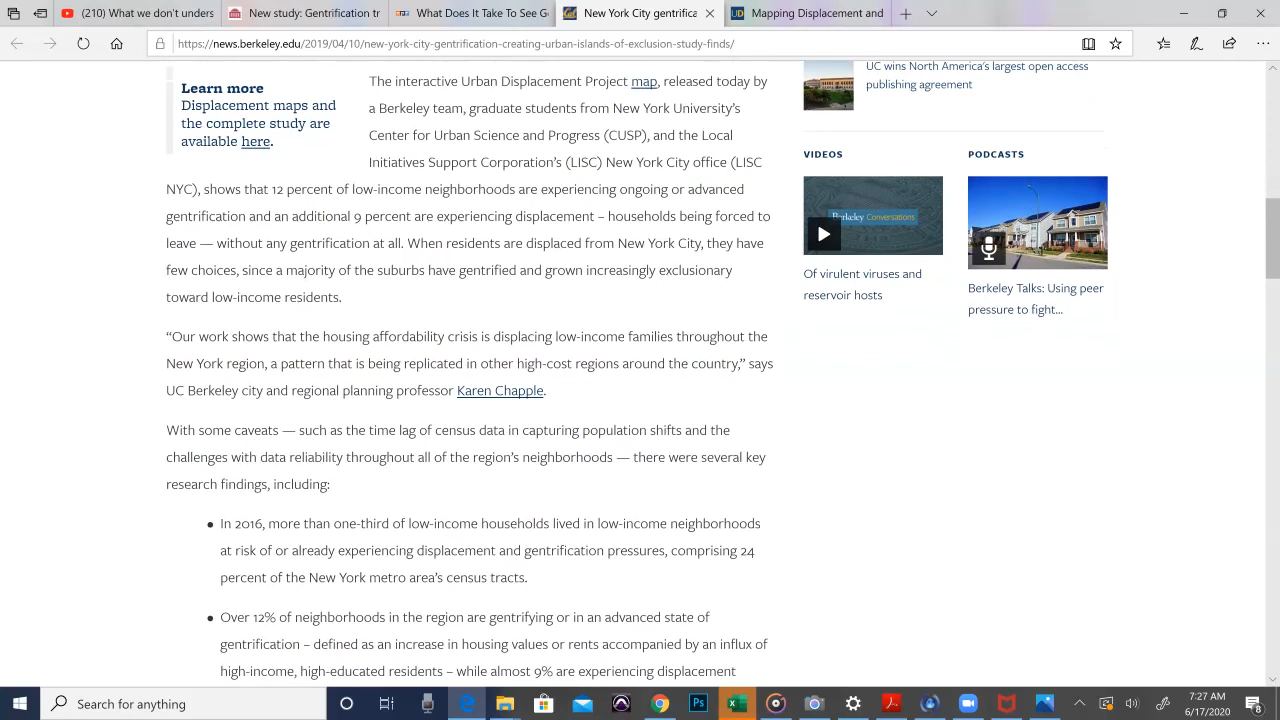 (210) What is Gentrification
NCRC
What Does It Take To See G
New York City gentrifica
UD
Mapping Displacement and
https://news.berkeley.edu/2019/04/10/new-york-city-gentrification-creating-urban-islands-of-exclusion-study-finds/
Learn more
Displacement maps and
the complete study are
available here.
The interactive Urban Displacement Project map, released today by
a Berkeley team, graduate students from New York University's
Center for Urban Science and Progress (CUSP), and the Local
Initiatives Support Corporation's (LISC) New York City office (LISC
NYC), shows that 12 percent of low-income neighborhoods are experiencing ongoing or advanced
gentrification and an additional 9 percent are experiencing displacement – households being forced to
leave — without any gentrification at all. When residents are displaced from New York City, they have
few choices, since a majority of the suburbs have gentrified and grown increasingly exclusionary
toward low-income residents.
“Our work shows that the housing affordability crisis is displacing low-income families throughout the
New York region, a pattern that is being replicated in other high-cost regions around the country,” says
UC Berkeley city and regional planning professor Karen Chapple.
With some caveats — such as the time lag of census data in capturing population shifts and the
challenges with data reliability throughout all of the region's neighborhoods — there were several key
research findings, including:
• In 2016, more than one-third of low-income households lived in low-income neighborhoods
at risk of or already experiencing displacement and gentrification pressures, comprising 24
percent of the New York metro area's census tracts.
• Over 12% of neighborhoods in the region are gentrifying or in an advanced state of
gentrification – defined as an increase in housing values or rents accompanied by an influx of
high-income, high-educated residents – while almost 9% are experiencing displacement
UC wins North America's largest open access
publishing agreement
VIDEOS
Berkeley Conversations
Of virulent viruses and
reservoir hosts
PODCASTS
Berkeley Talks: Using peer
pressure to fight...
Search for anything
Ps
7:27 AM
6/17/2020